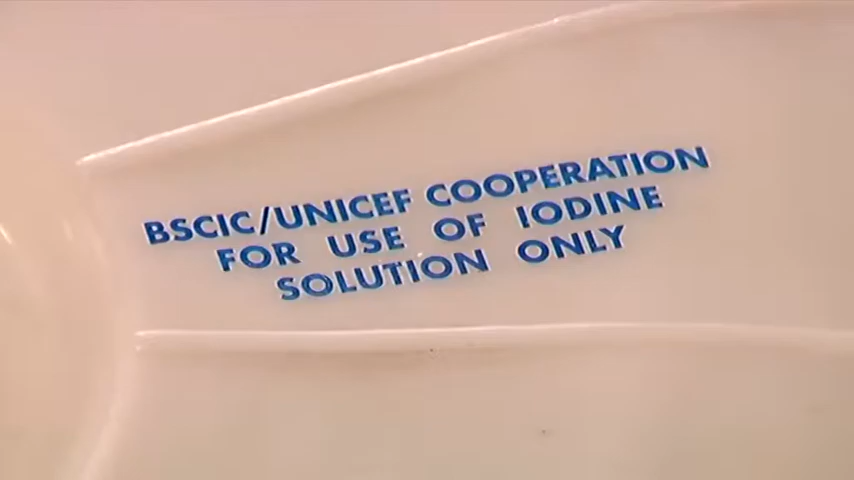 BSCIC/UNICEF COOPERATION
FOR USE OF IODINE
SOLUTION ONLY